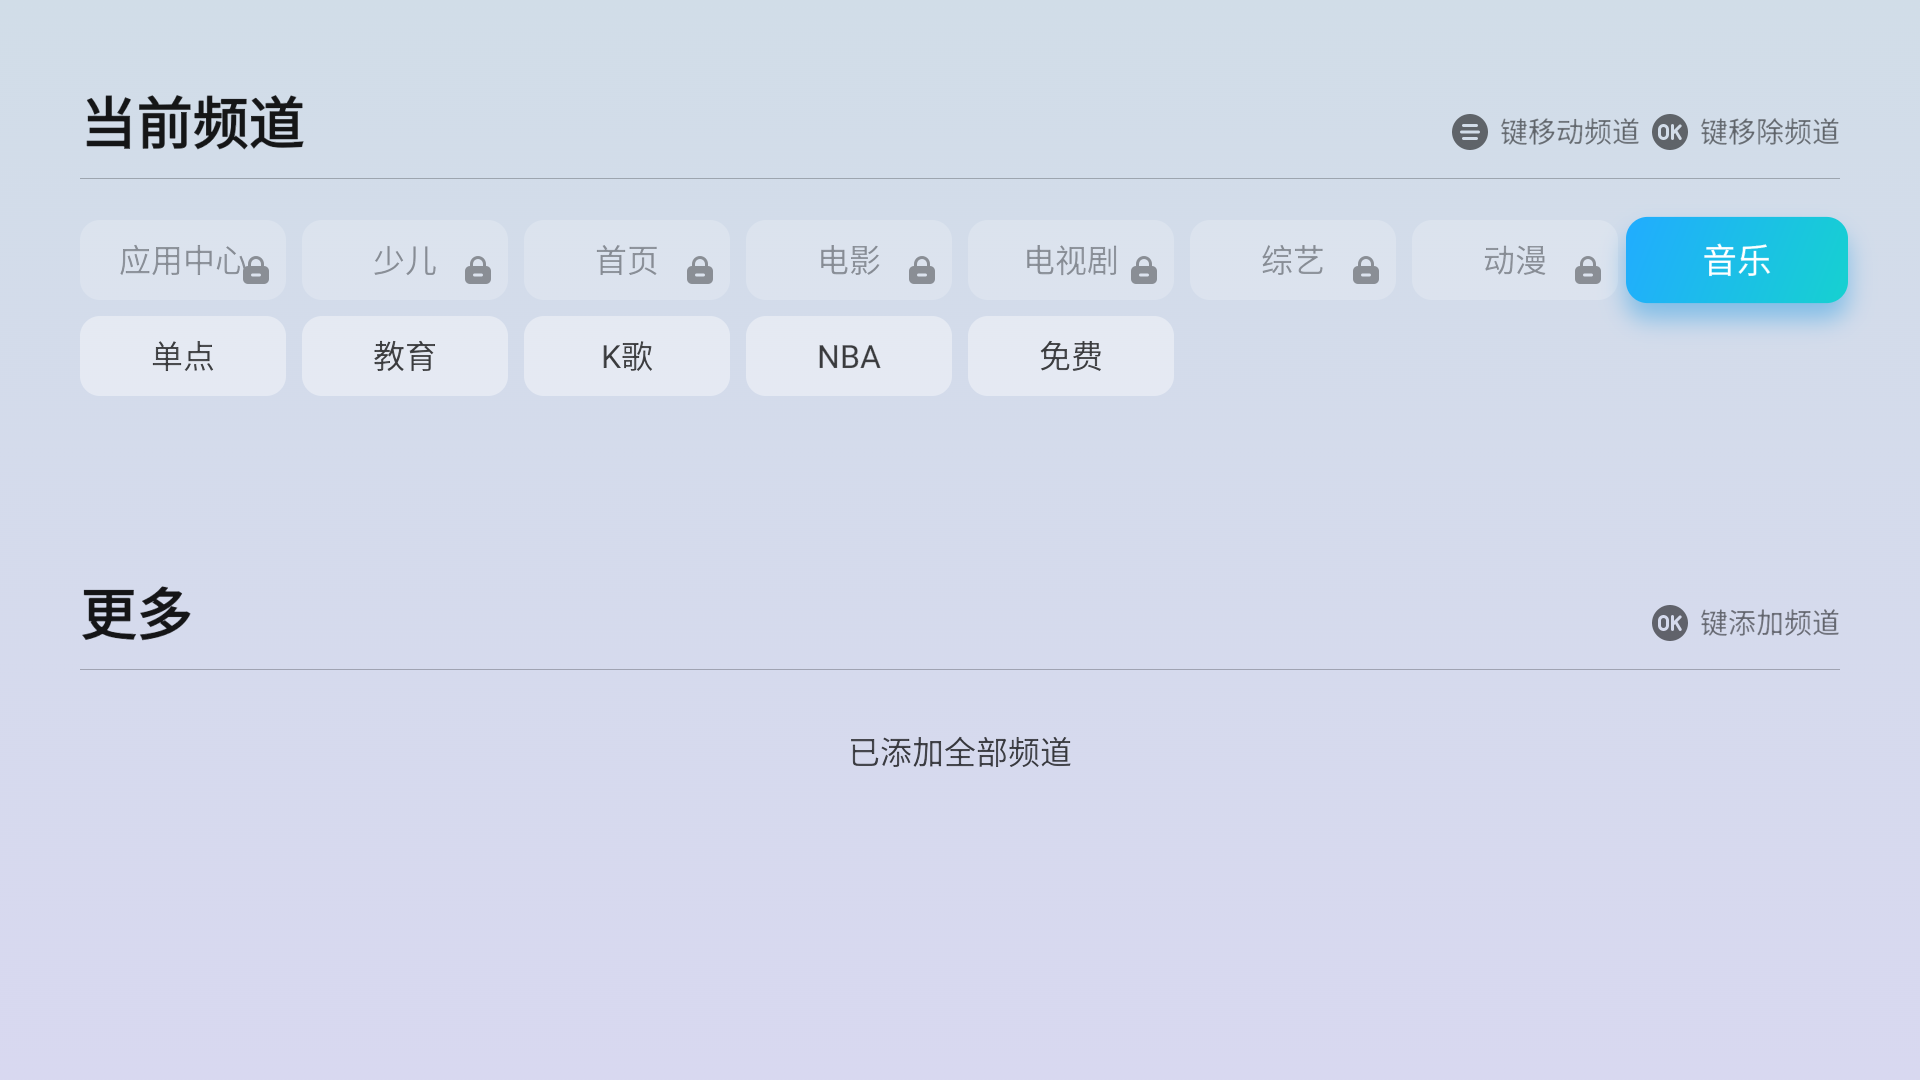 当前频道
键移动频道 OK 键移除频道
应用中心 少儿 首页 电影 电视剧 综艺 动漫 音乐
单点 教育 K歌 NBA 免费
更多
OK 键添加频道
已添加全部频道